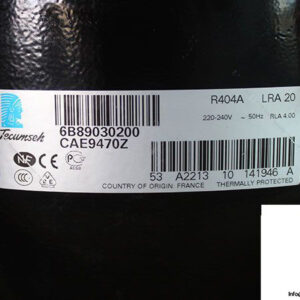 R404A LRA 20
220-240V ~ 50Hz RLA 4.00
Tecumseh
6B89030200
CAE9470Z
53 A2213 10 141946 A
COUNTRY OF ORIGIN: FRANCE THERMALLY PROTECTED